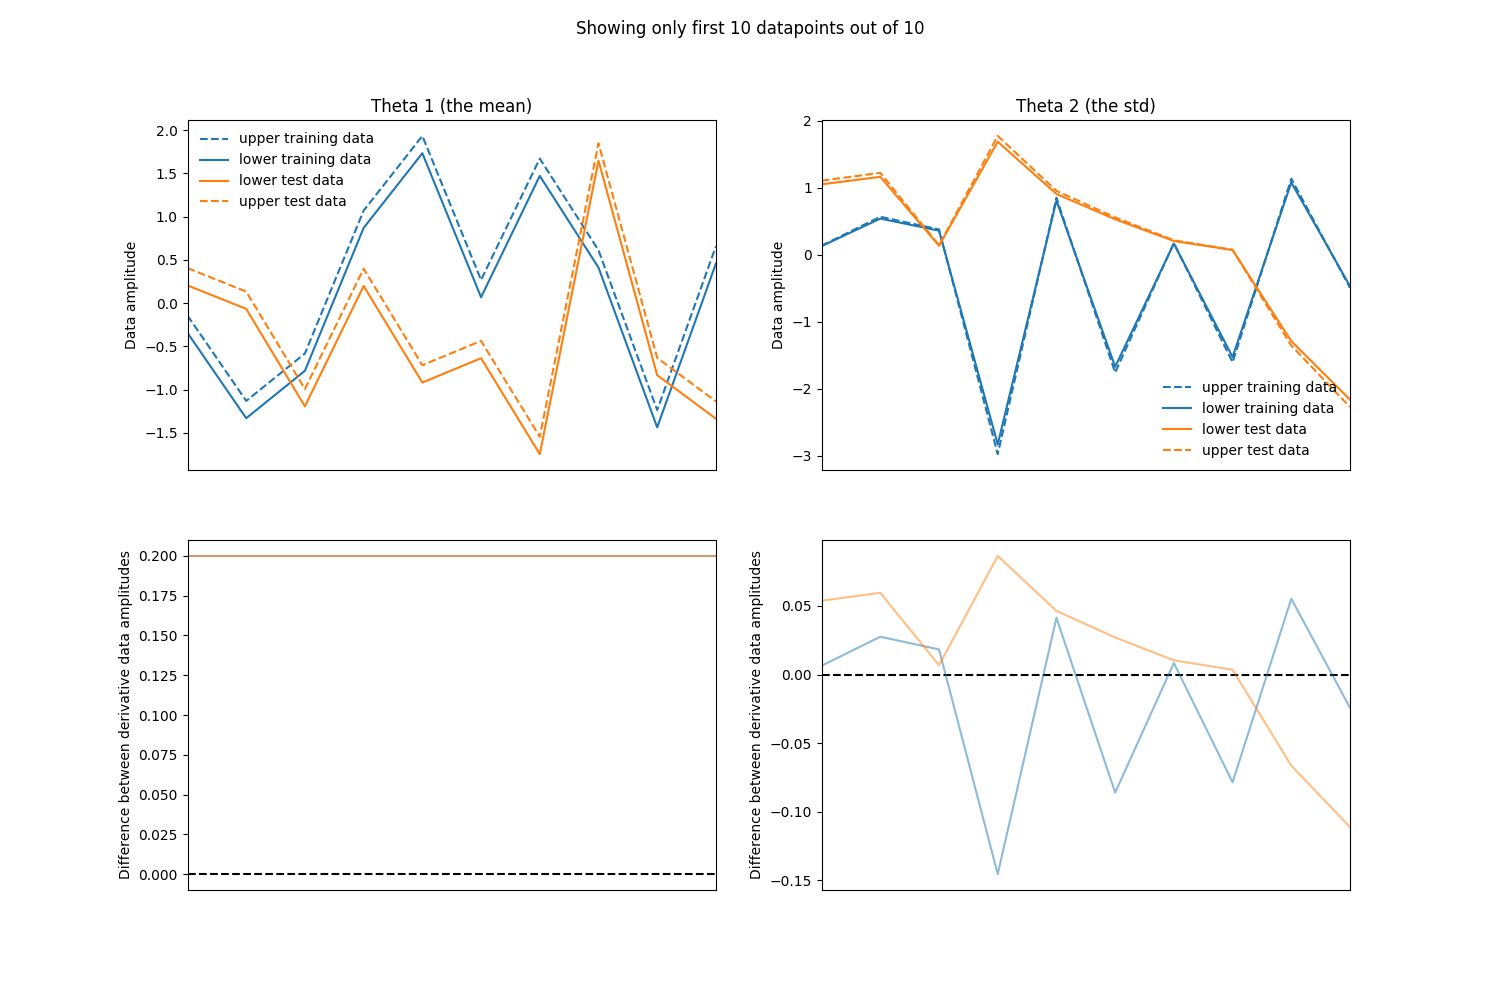 Showing only first 10 datapoints out of 10
Theta 1 (the mean)
Data amplitude
2.0
1.5
1.0
0.5
0.0
−0.5
−1.0
−1.5
upper training data
lower training data
lower test data
upper test data
Theta 2 (the std)
Data amplitude
2
1
0
−1
−2
−3
upper training data
lower training data
lower test data
upper test data
Difference between derivative data amplitudes
0.200
0.175
0.150
0.125
0.100
0.075
0.050
0.025
0.000
Difference between derivative data amplitudes
0.05
0.00
−0.05
−0.10
−0.15